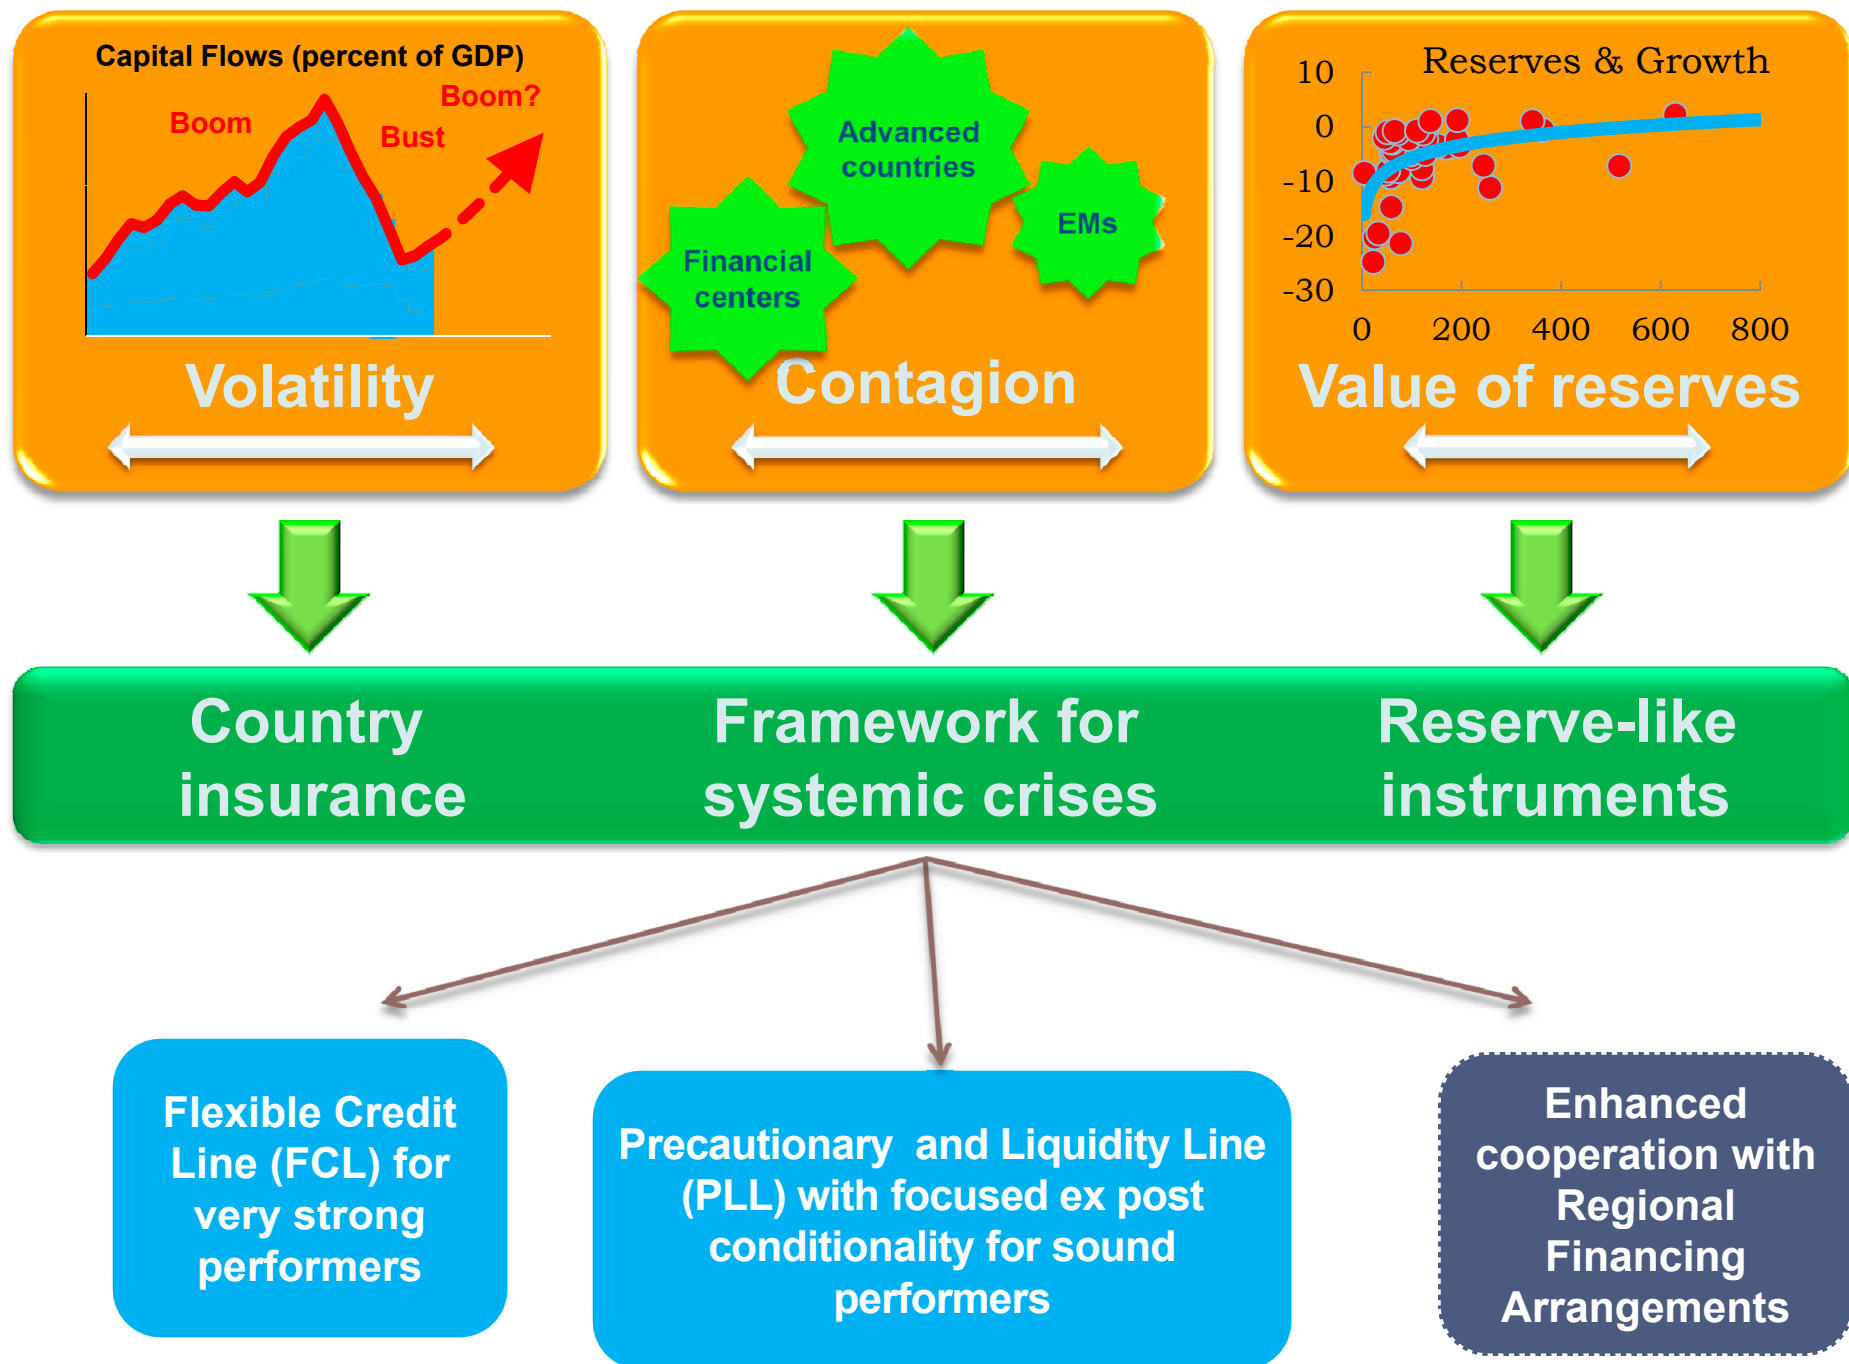 Capital Flows (percent of GDP)
Boom?
Boom
Bust
Volatility
Advanced
countries
EMs
Financial
centers
Contagion
Reserves & Growth
10
0
-10
-20
-30
0 200 400 600 800
Value of reserves
Country
insurance
Framework for
systemic crises
Reserve-like
instruments
Flexible Credit
Line (FCL) for
very strong
performers
Precautionary and Liquidity Line
(PLL) with focused ex post
conditionality for sound
performers
Enhanced
cooperation with
Regional
Financing
Arrangements